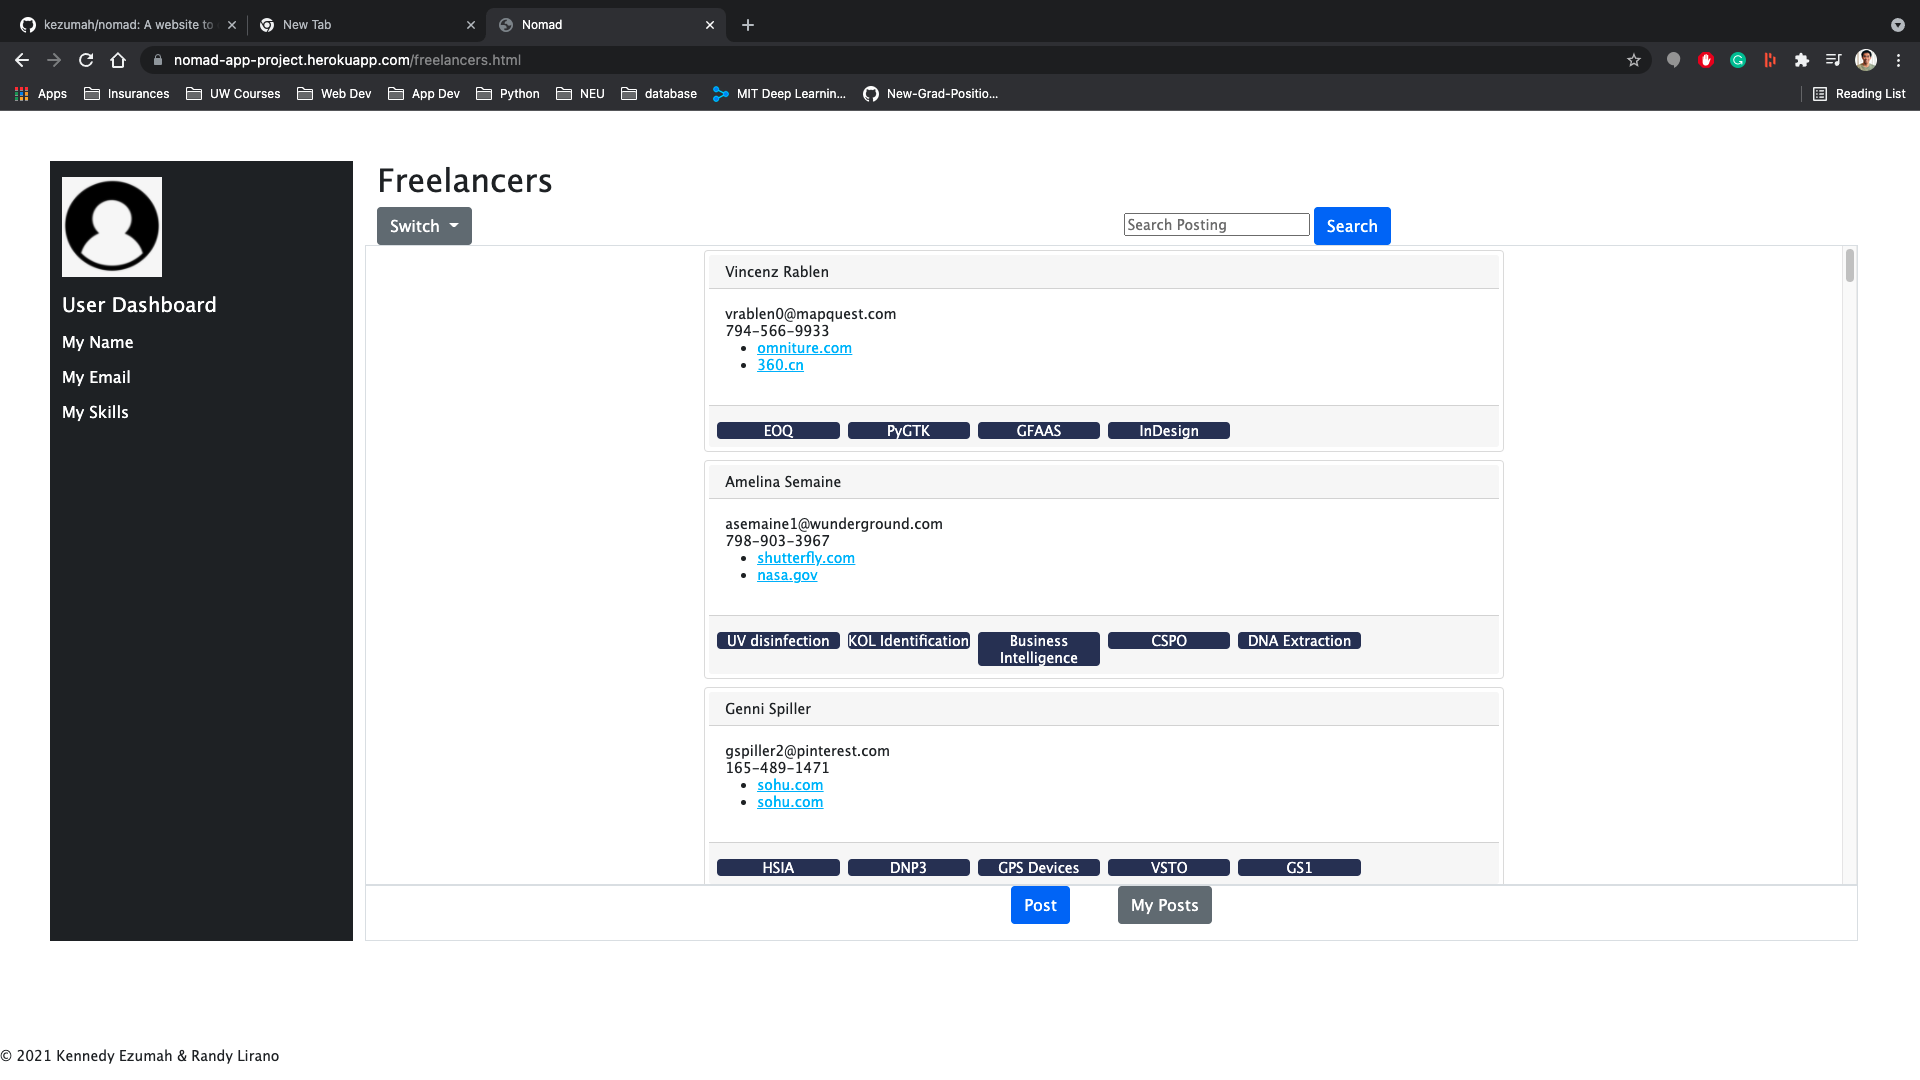 kezumah/nomad: A website to
New Tab
Nomad
nomad-app-project.herokuapp.com/freelancers.html
Apps
Insurances
UW Courses
Web Dev
App Dev
Python
NEU
database
MIT Deep Learnin...
New-Grad-Positio...
Reading List
User Dashboard
My Name
My Email
My Skills
Freelancers
Switch
Search Posting
Search
Vincenz Rablen
vrablen0@mapquest.com
794-566-9933
omniture.com
360.cn
EOQ
PyGTK
GFAAS
InDesign
Amelina Semaine
asemaine1@wunderground.com
798-903-3967
shutterfly.com
nasa.gov
UV disinfection
KOL Identification
Business
Intelligence
CSPO
DNA Extraction
Genni Spiller
gspiller2@pinterest.com
165-489-1471
sohu.com
sohu.com
HSIA
DNP3
GPS Devices
VSTO
GS1
Post
My Posts
© 2021 Kennedy Ezumah & Randy Lirano